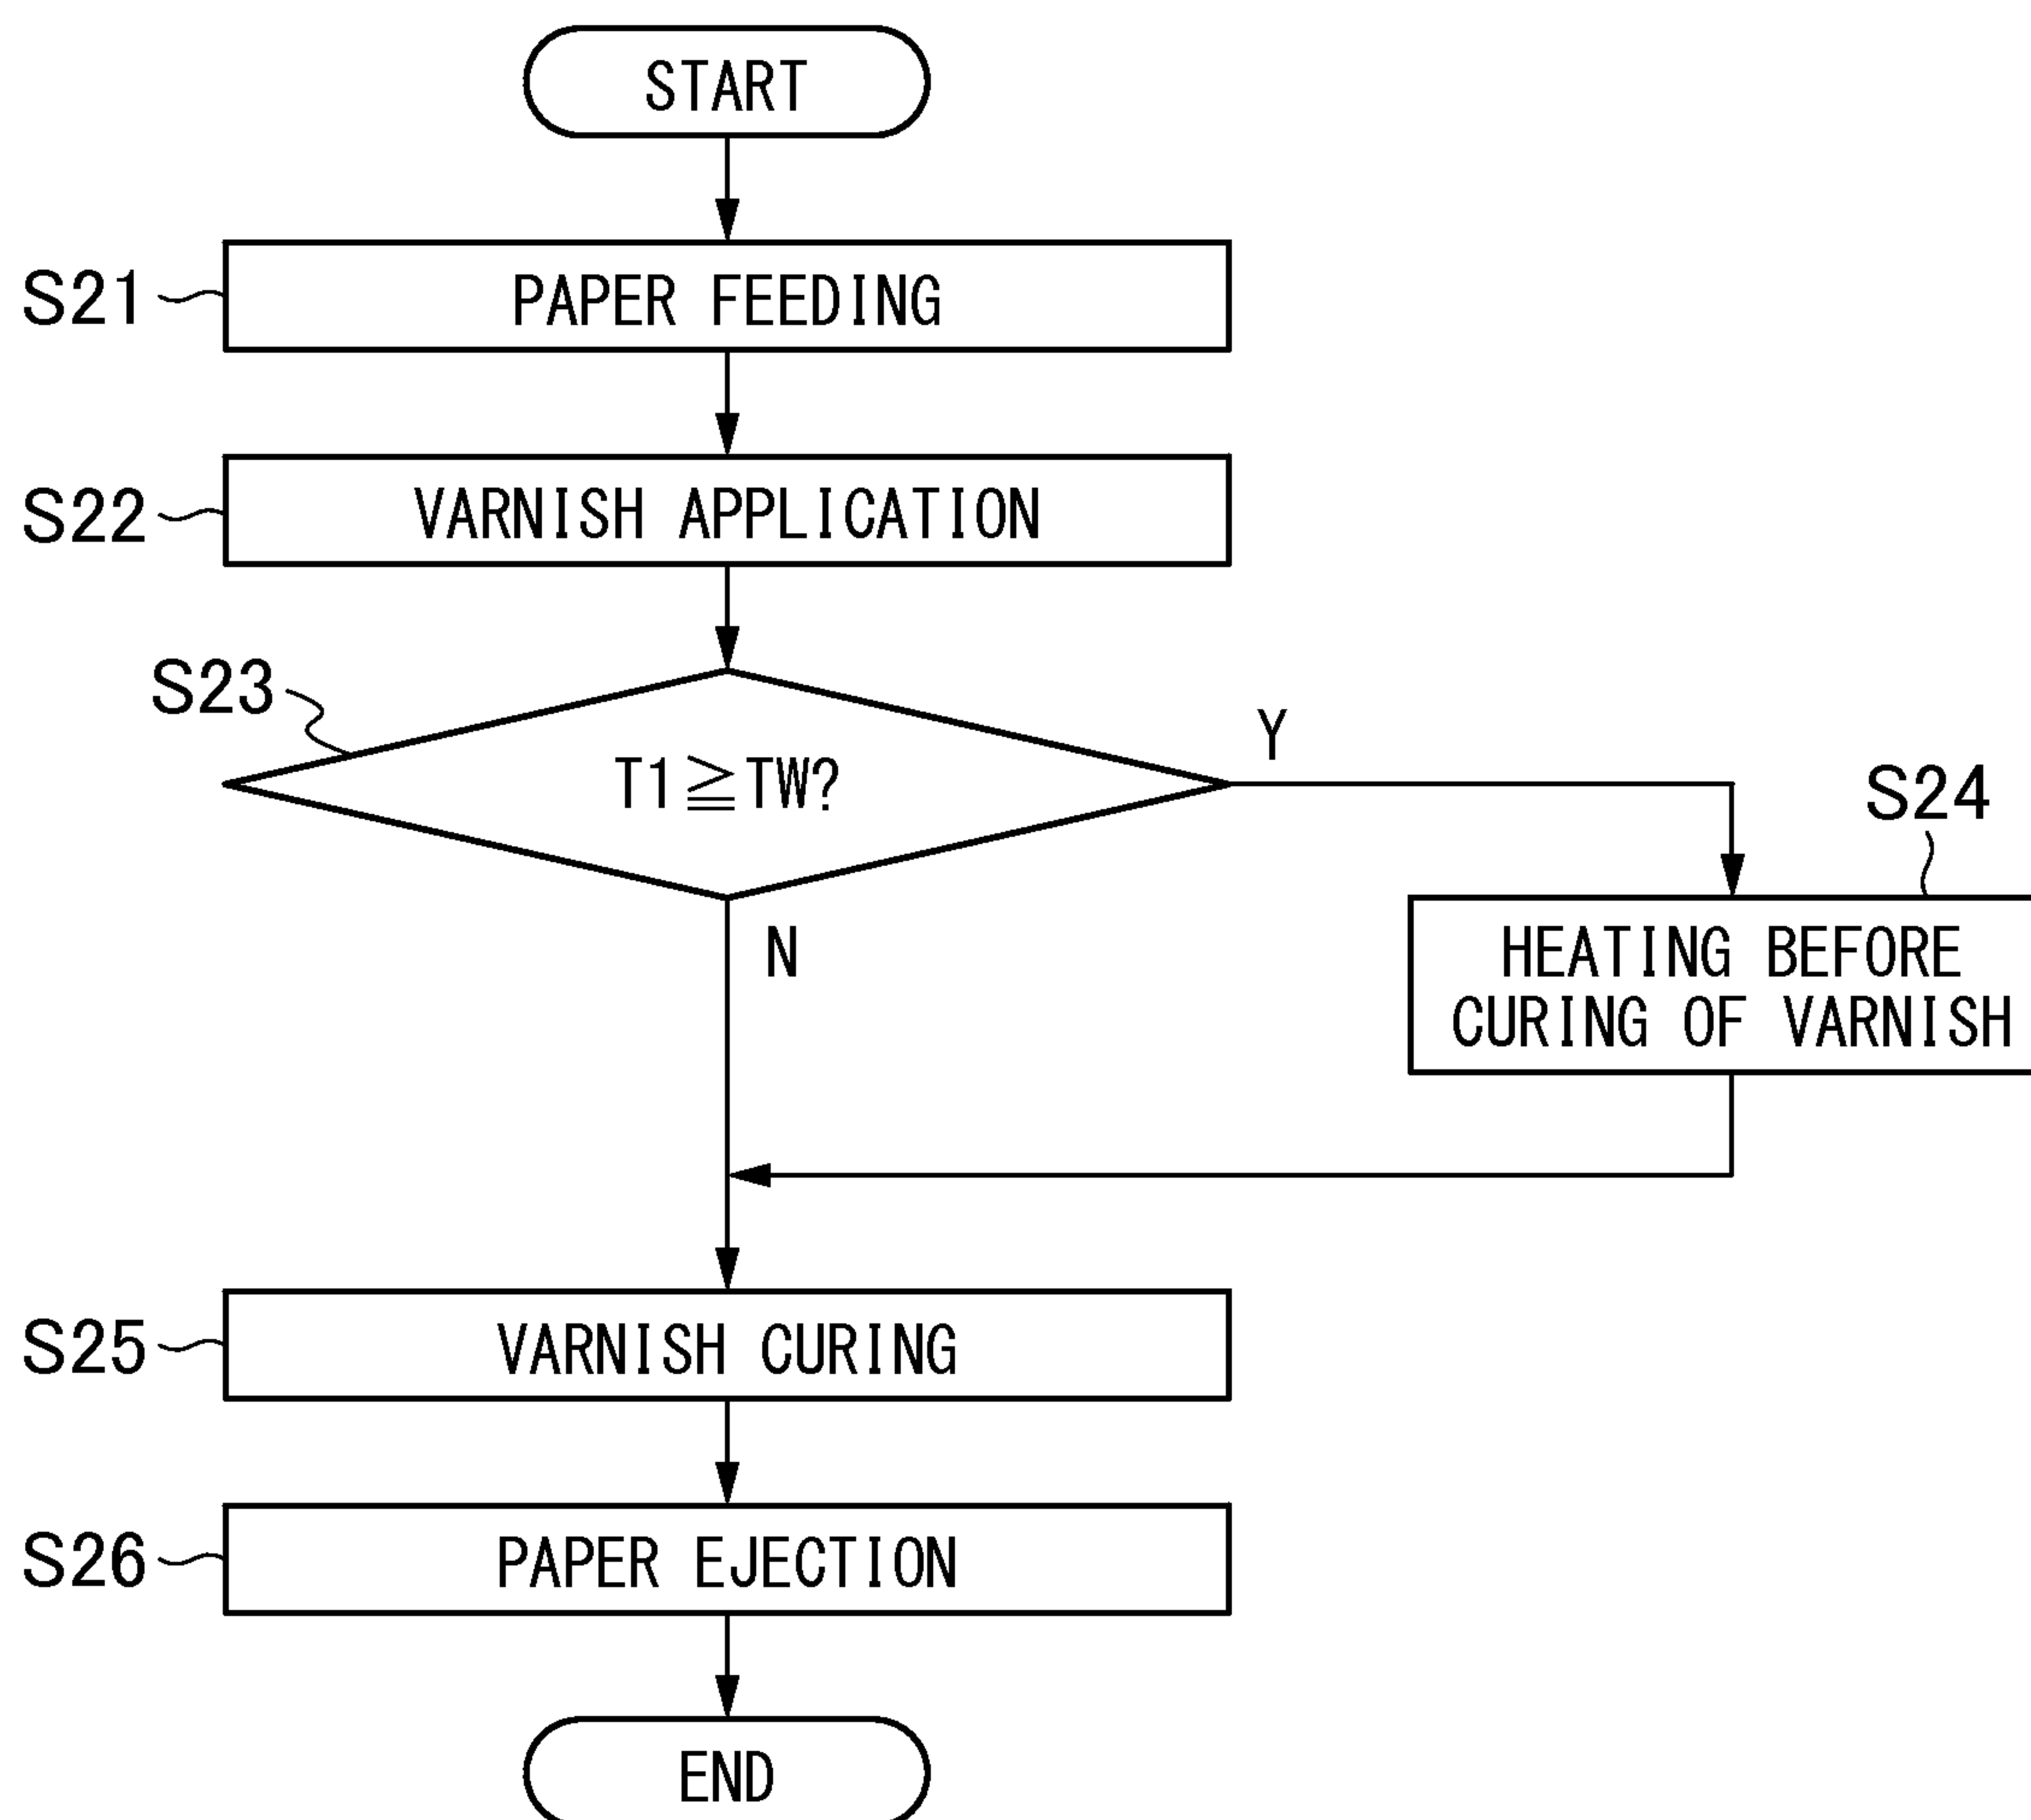 START
S21
PAPER FEEDING
S22
VARNISH APPLICATION
S23
T1≧TW?
Y
N
S24
HEATING BEFORE
CURING OF VARNISH
S25
VARNISH CURING
S26
PAPER EJECTION
END